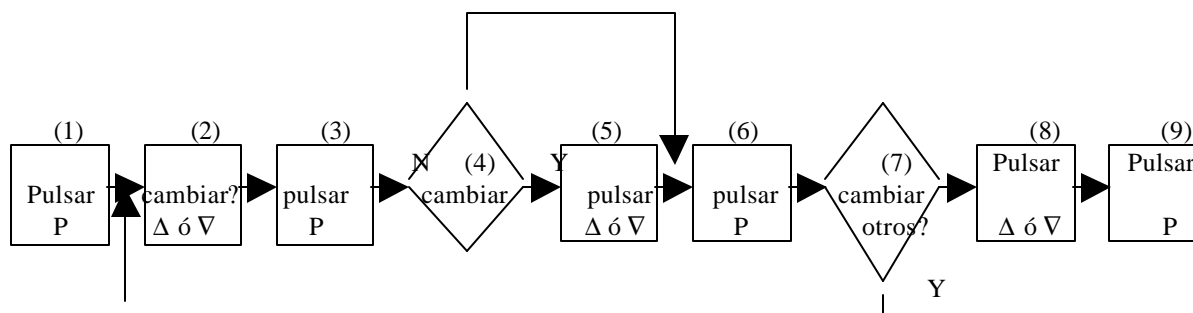 (1)
Pulsar
P
(2)
cambiar?
∆ ó ∇
(3)
pulsar
P
N
(4)
cambiar
Y
(5)
pulsar
∆ ó ∇
(6)
pulsar
P
(7)
cambiar
otros?
Y
(8)
Pulsar
∆ ó ∇
(9)
Pulsar
P